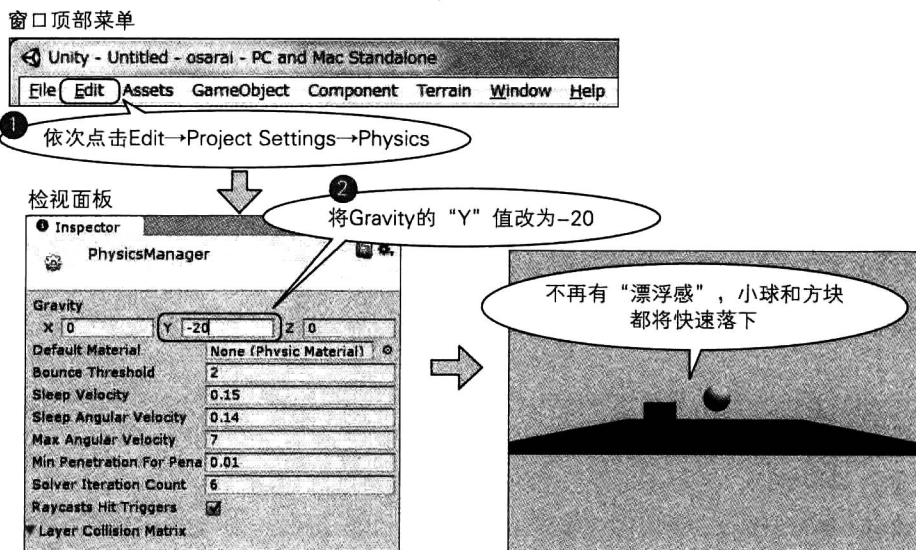 窗口顶部菜单
Unity - Untitled - osarai - PC and Mac Standalone
File Edit Assets GameObject Component Terrain Window Help
1
依次点击Edit→Project Settings→Physics
检视面板
2
将Gravity的“Y”值改为-20
Inspector
PhysicsManager
Gravity
X 0 Y -20 Z 0
Default Material None (Physic Material)
Bounce Threshold 2
Sleep Velocity 0.15
Sleep Angular Velocity 0.14
Max Angular Velocity 7
Min Penetration For Pena 0.01
Solver Iteration Count 6
Raycasts Hit Triggers
Layer Collision Matrix
不再有“漂浮感”，小球和方块
都将快速落下